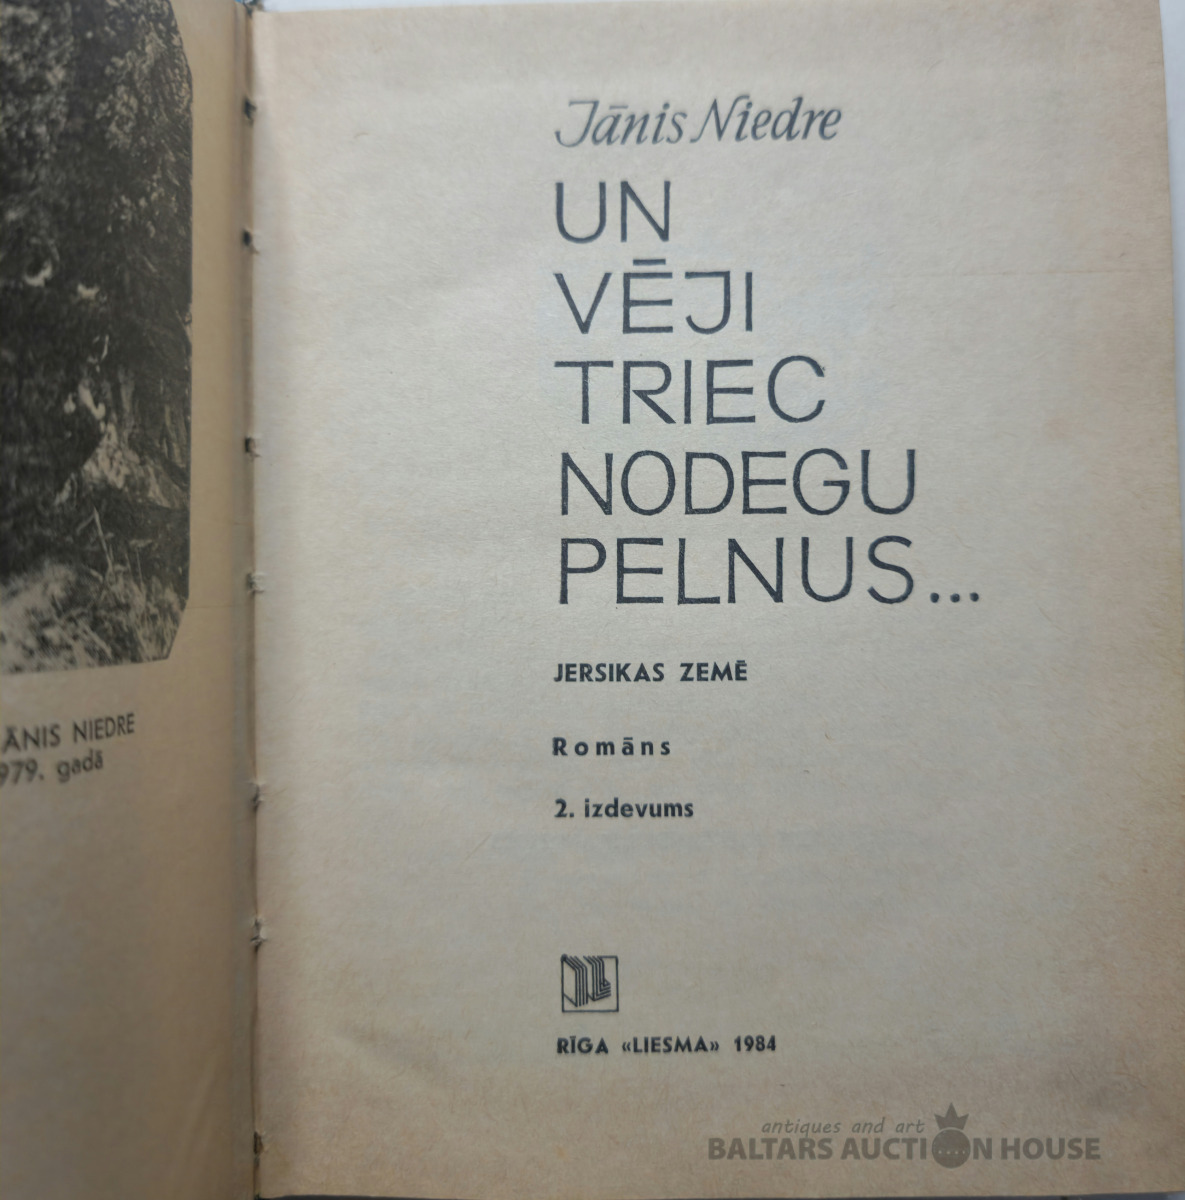 ĀNIS NIEDRE
979. gadā
Jānis Niedre
UN
VĒJI
TRIEC
NODEGU
PELNUS...
JERSIKAS ZEMĒ
Romāns
2. izdevums
RĪGA «LIESMA» 1984
antiques and art
BALTARS AUCTION HOUSE